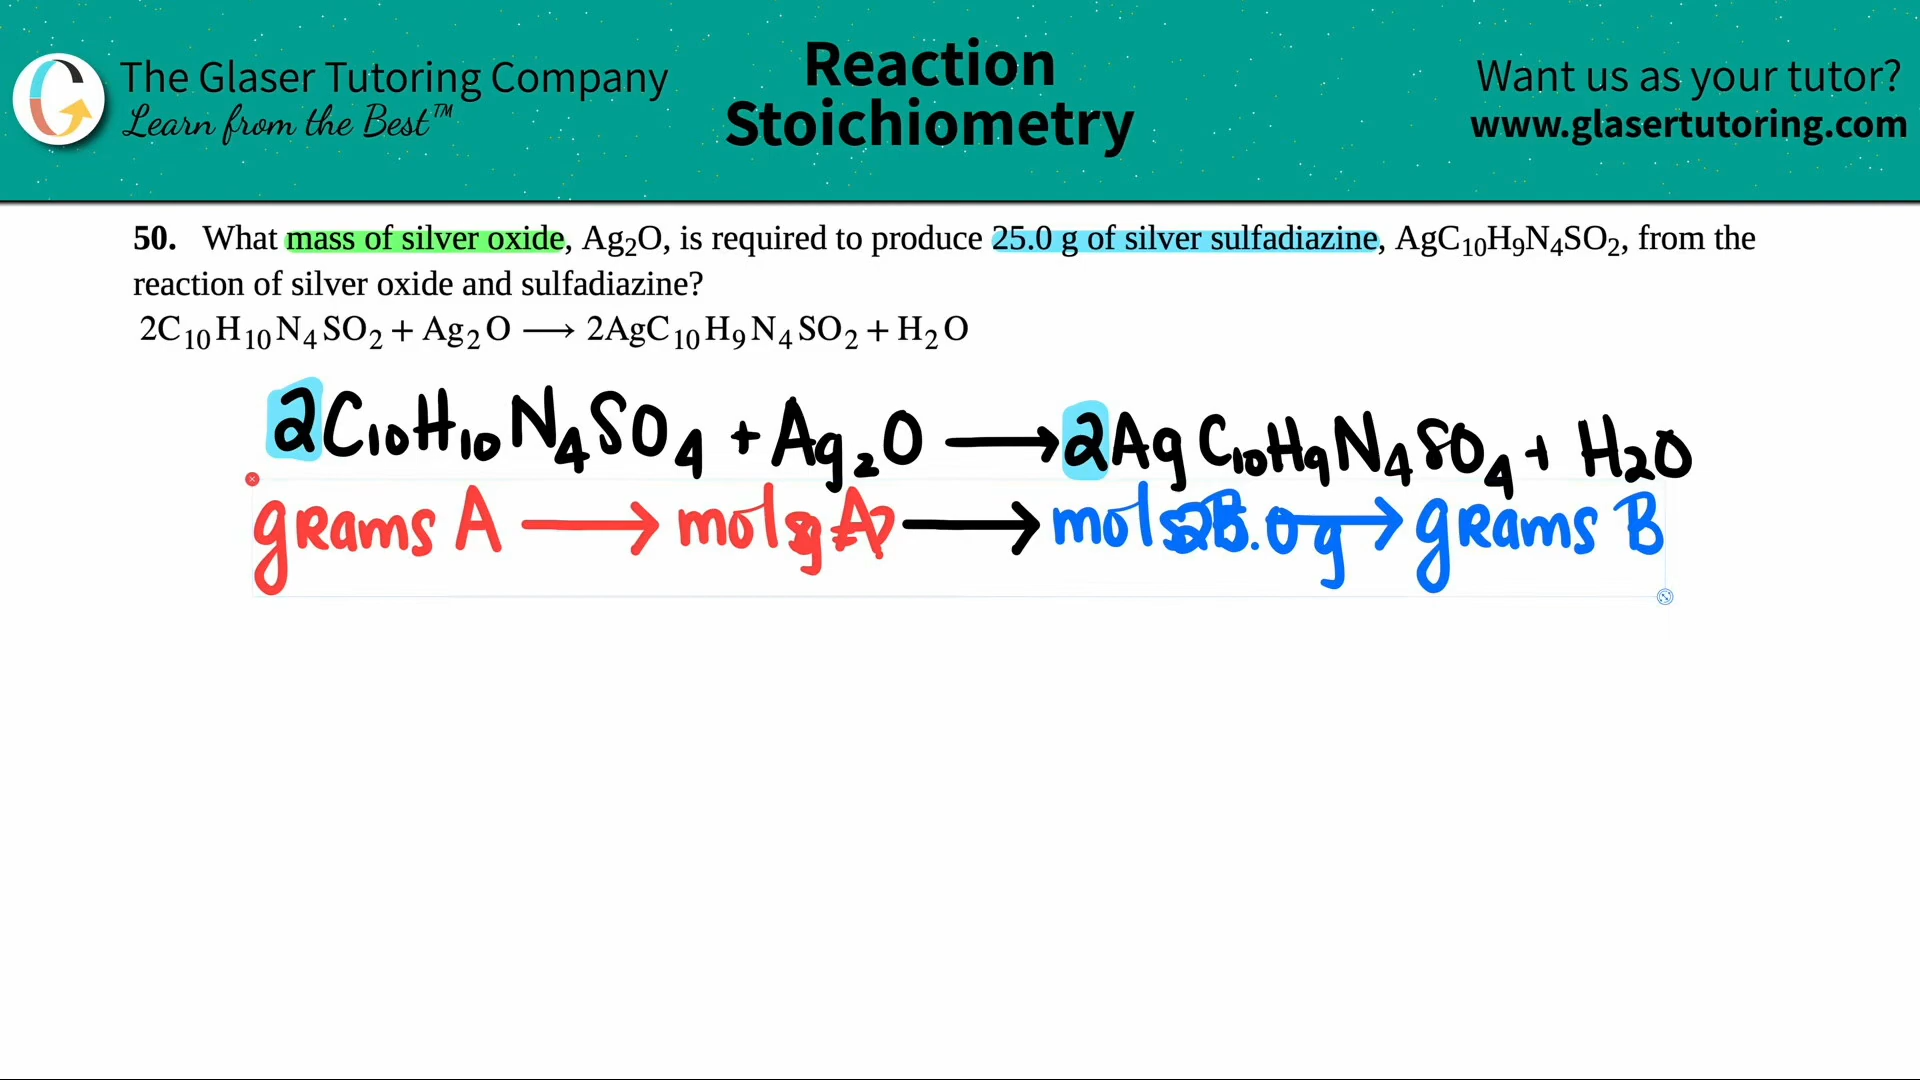 The Glaser Tutoring Company
Learn from the Best™
Reaction
Stoichiometry
Want us as your tutor?
www.glasertutoring.com
50. What mass of silver oxide, Ag₂O, is required to produce 25.0 g of silver sulfadiazine, AgC₁₀H₉N₄SO₂, from the
reaction of silver oxide and sulfadiazine?
2C₁₀H₁₀N₄SO₂ + Ag₂O ⟶ 2AgC₁₀H₉N₄SO₂ + H₂O
2C₁₀H₁₀N₄SO₄ + Ag₂O ⟶ 2AgC₁₀H₉N₄SO₄ + H₂O
grams A ⟶ mols A ⟶ mols B ⟶ grams B
g = ? 25.0g